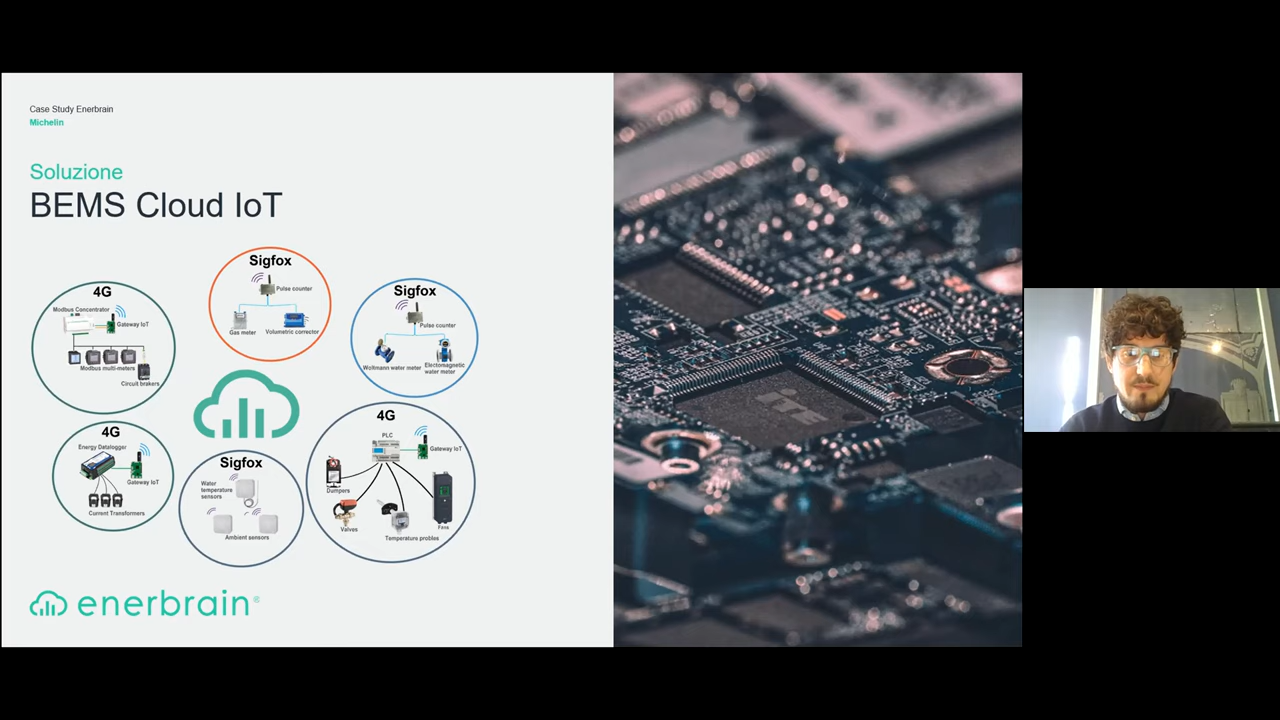 Case Study Enerbrain
Michelin
Soluzione
BEMS Cloud IoT
Sigfox
Pulse counter
Gas meter
Volumetric corrector
4G
Modbus Concentrator
Gateway IoT
Modbus multi-meters
Circuit brakers
Sigfox
Pulse counter
Woltmann water meter
Electomagnetic
water meter
4G
Energy Datalogger
Gateway IoT
Current Transformers
Sigfox
Water
temperature
sensors
Ambient sensors
4G
PLC
Gateway IoT
Dumpers
Valves
Temperature probles
Fans
enerbrain®